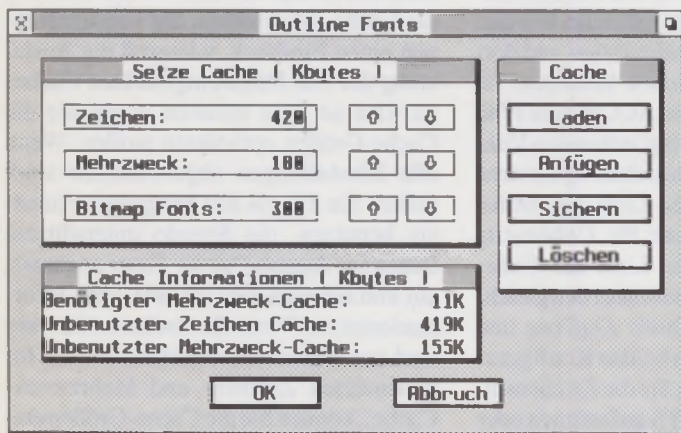 Outline Fonts
Setze Cache ( Kbytes )
Zeichen: 420
Mehrzweck: 100
Bitmap Fonts: 300
Cache
Laden
Anfügen
Sichern
Löschen
Cache Informationen ( Kbytes )
Benötigter Mehrzweck-Cache: 11K
Unbenutzter Zeichen Cache: 419K
Unbenutzter Mehrzweck-Cache: 155K
OK
Abbruch